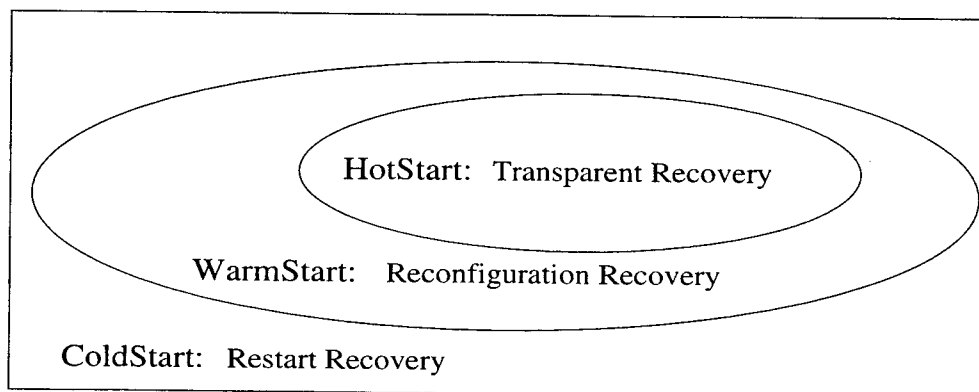 HotStart: Transparent Recovery
WarmStart: Reconfiguration Recovery
ColdStart: Restart Recovery